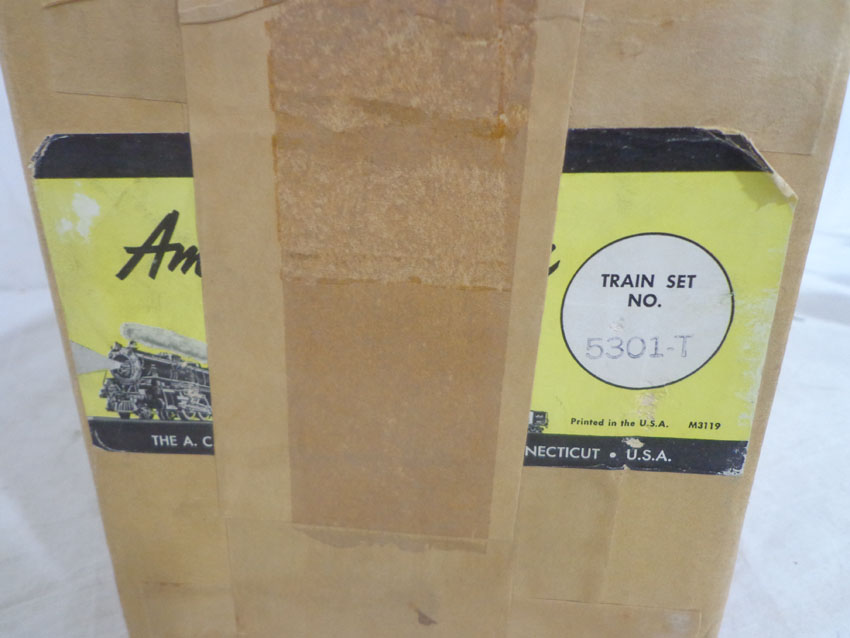 Am
TRAIN SET
NO.
5301-T
Printed in the U.S.A. M3119
THE A. C
NECTICUT • U.S.A.